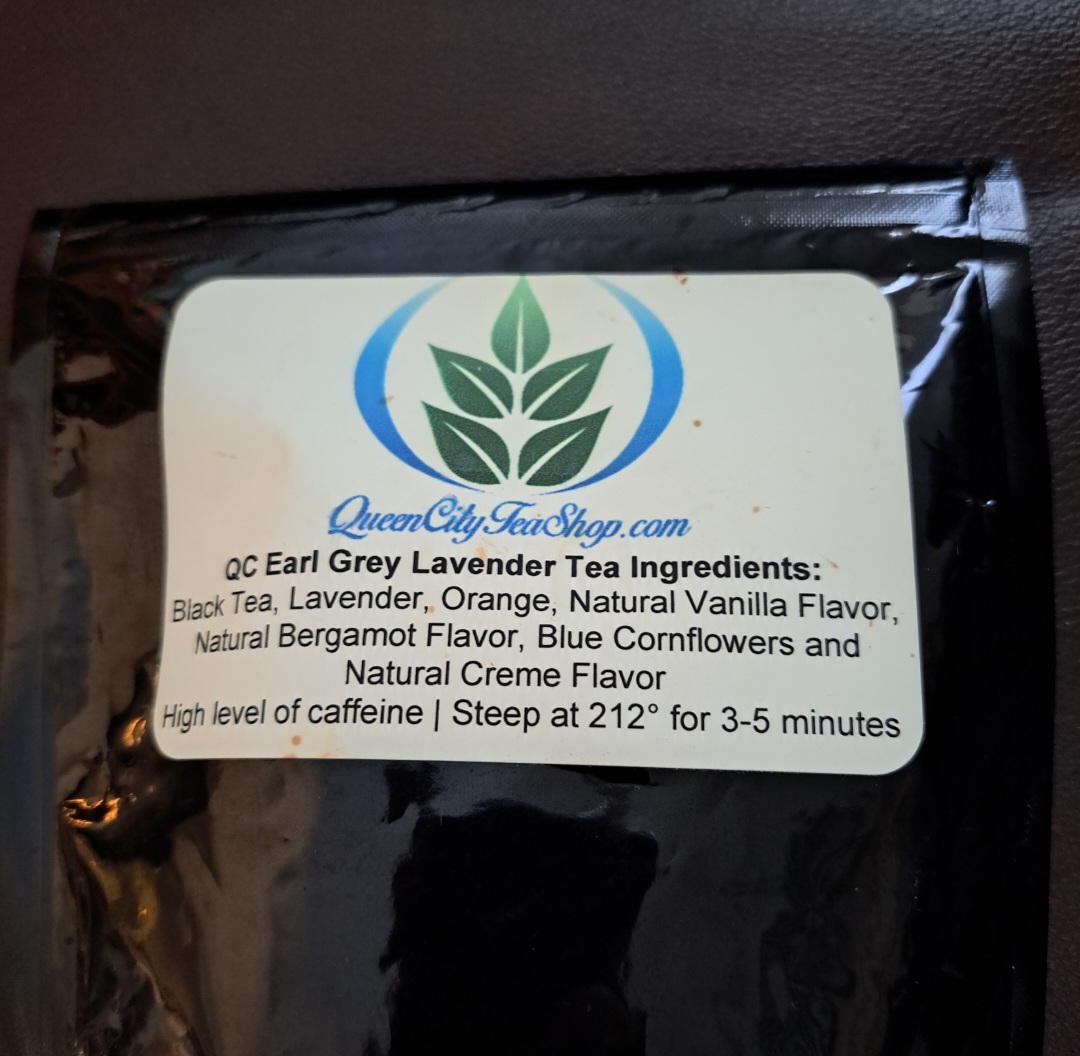 QueenCityTeaShop.com
QC Earl Grey Lavender Tea Ingredients:
Black Tea, Lavender, Orange, Natural Vanilla Flavor,
Natural Bergamot Flavor, Blue Cornflowers and
Natural Creme Flavor
High level of caffeine | Steep at 212° for 3-5 minutes